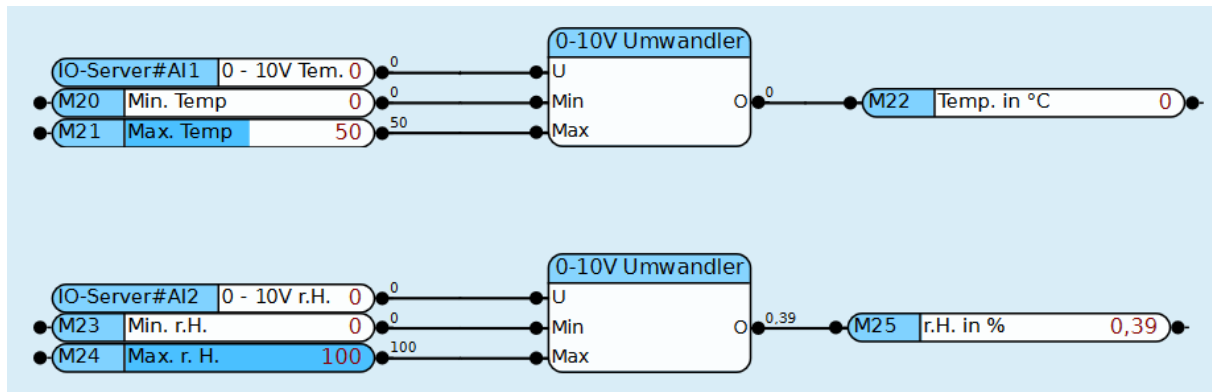 0-10V Umwandler
IO-Server#AI1 0 - 10V Tem. 0 0 U
M20 Min. Temp 0 0 Min O 0 M22 Temp. in °C 0
M21 Max. Temp 50 50 Max
0-10V Umwandler
IO-Server#AI2 0 - 10V r.H. 0 0 U
M23 Min. r.H. 0 0 Min O 0,39 M25 r.H. in % 0,39
M24 Max. r. H. 100 100 Max